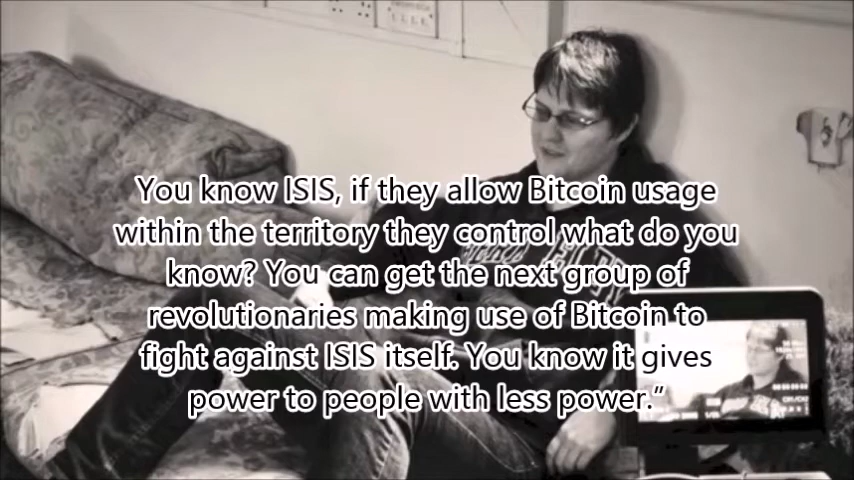 You know ISIS, if they allow Bitcoin usage
within the territory they control what do you
know? You can get the next group of
revolutionaries making use of Bitcoin to
fight against ISIS itself. You know it gives
power to people with less power.”